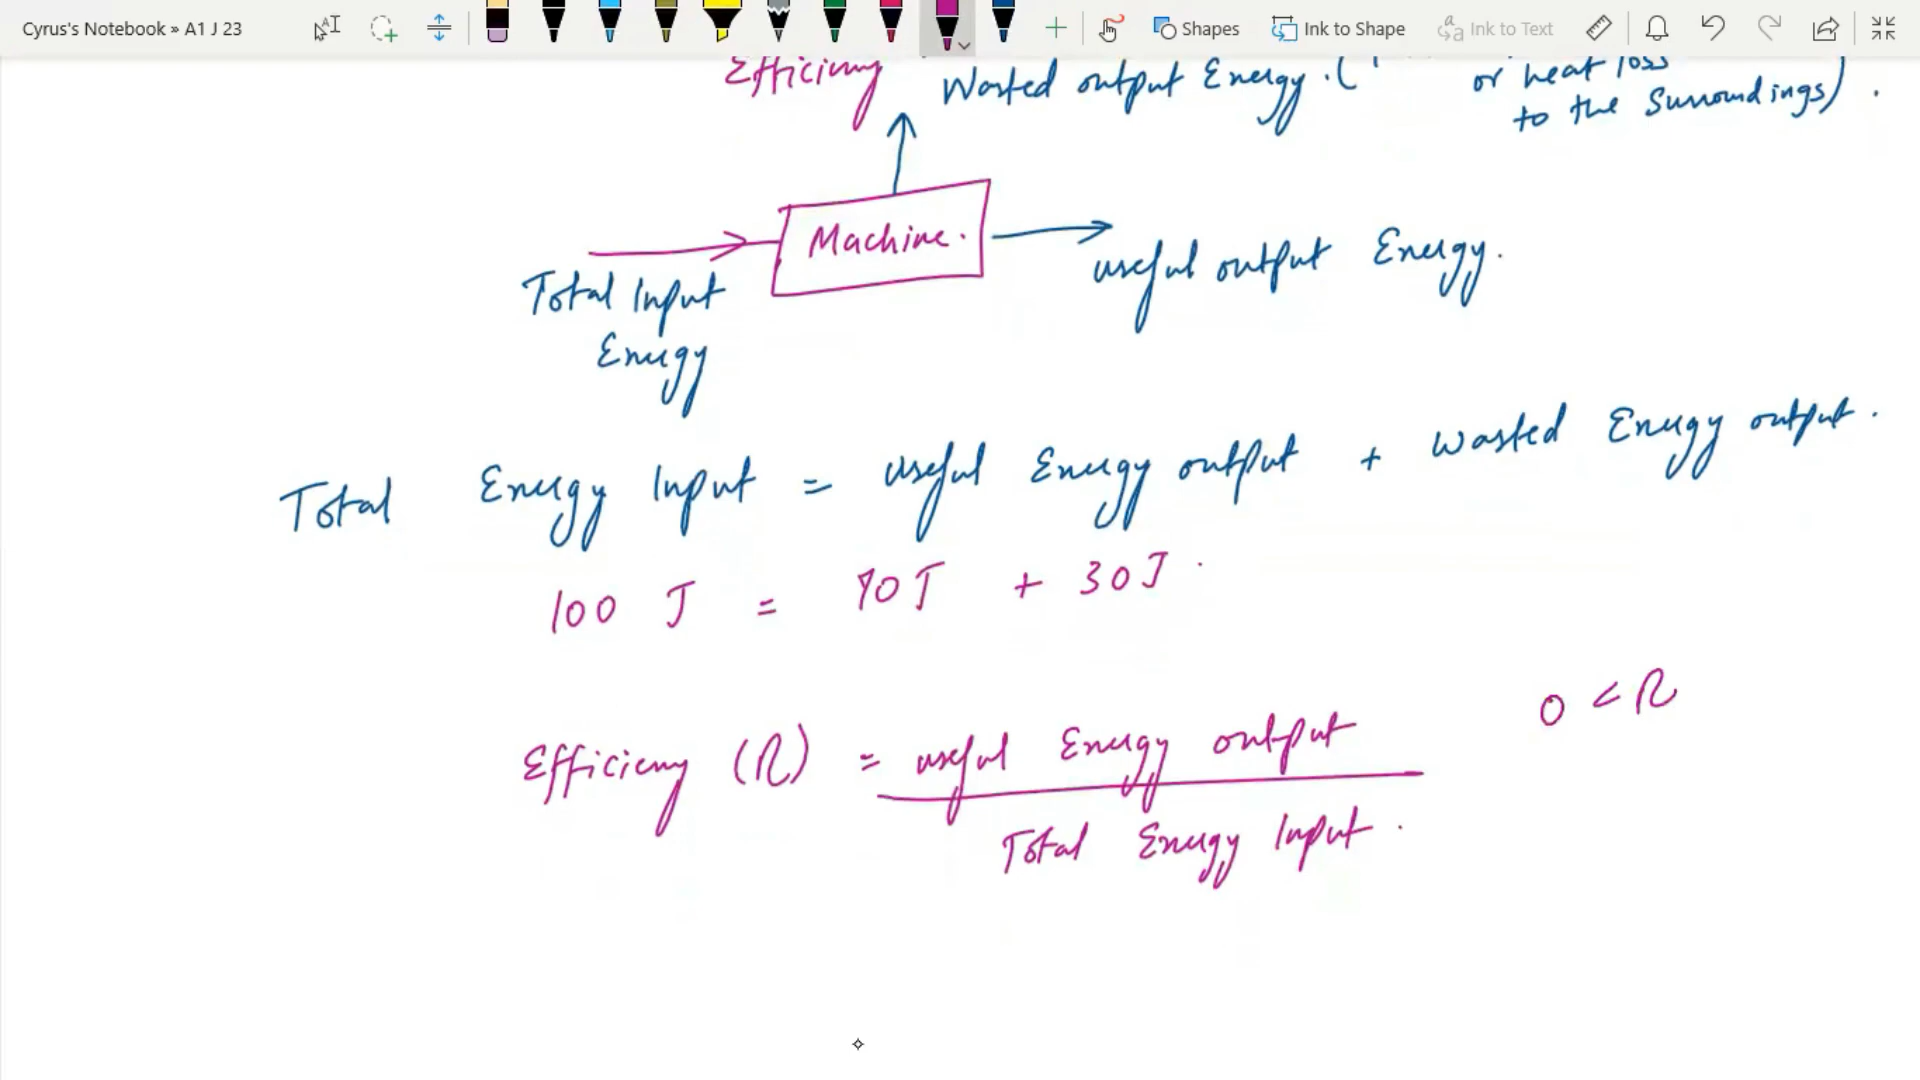 Cyrus's Notebook » A1 J 23
Shapes
Ink to Shape
Ink to Text
Efficiency
Wasted output Energy. (
or heat loss
to the Surroundings) .
Machine.
Total Input
Energy
useful output Energy.
Total Energy Input = useful Energy output + wasted Energy output.
100 J = 70J + 30J.
0 < η
Efficiency (η) = useful Energy output
Total Energy Input.